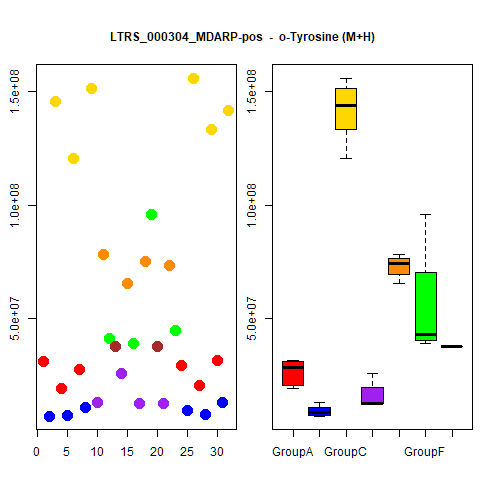 LTRS_000304_MDARP-pos - o-Tyrosine (M+H)
1.5e+08
1.0e+08
5.0e+07
0 5 10 15 20 25 30
1.5e+08
1.0e+08
5.0e+07
GroupA GroupC GroupF